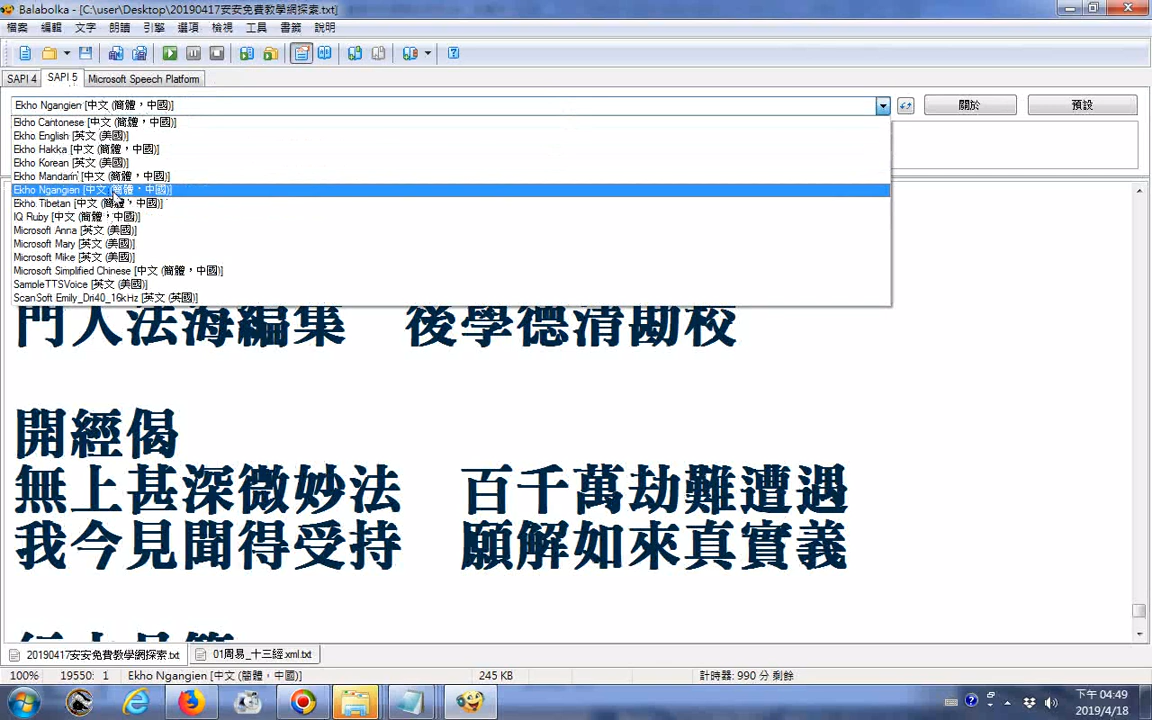 Balabolka - [C:\user\Desktop\20190417安安免費教學網探索.txt]
檔案 編輯 文字 朗讀 引擎 選項 檢視 工具 書籤 說明
SAPI 4 SAPI 5 Microsoft Speech Platform
Ekho Ngangien [中文 (簡體，中國)] 關於 預設
Ekho Cantonese [中文 (簡體，中國)]
Ekho English [英文 (美國)]
Ekho Hakka [中文 (簡體，中國)]
Ekho Korean [英文 (美國)]
Ekho Mandarin' [中文 (簡體，中國)]
Ekho Ngangien [中文 (簡體，中國)]
Ekho Tibetan [中文 (簡體，中國)]
IQ Ruby [中文 (簡體，中國)]
Microsoft Anna [英文 (美國)]
Microsoft Mary [英文 (美國)]
Microsoft Mike [英文 (美國)]
Microsoft Simplified Chinese [中文 (簡體，中國)]
SampleTTSVoice [英文 (美國)]
ScanSoft Emily_Dri40_16kHz [英文 (英國)]
門人法海編集　後學德清勘校
開經偈
無上甚深微妙法　百千萬劫難遭遇
我今見聞得受持　願解如來真實義
20190417安安免費教學網探索.txt 01周易_十三經.xml.txt
100% 19550: 1 Ekho Ngangien [中文 (簡體，中國)] 245 KB 計時器: 990 分 剩餘
下午 04:49
2019/4/18